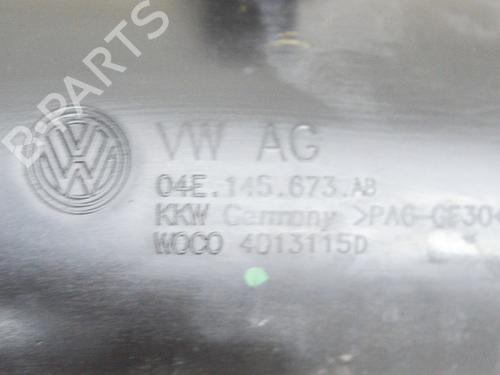 B-PARTS
VW AG
04E.145.673.AB
KKW Germany >PA6-GF30
WOCO 4013115D